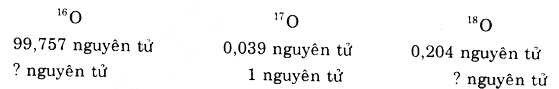 ¹⁶O ¹⁷O ¹⁸O
99,757 nguyên tử 0,039 nguyên tử 0,204 nguyên tử
? nguyên tử 1 nguyên tử ? nguyên tử